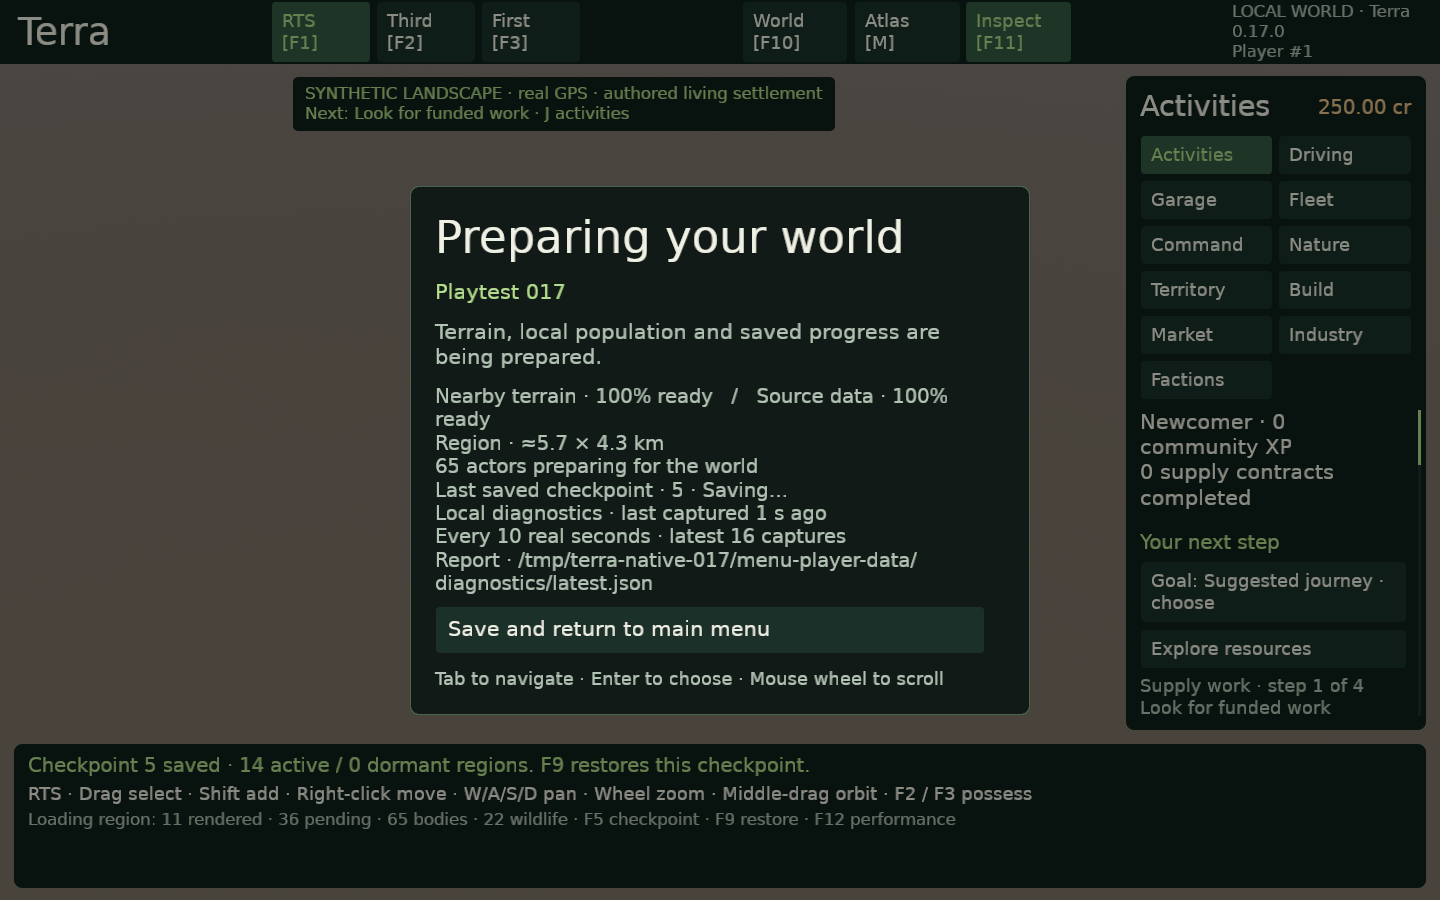 Terra
RTS
[F1]
Third
[F2]
First
[F3]
World
[F10]
Atlas
[M]
Inspect
[F11]
LOCAL WORLD · Terra
0.17.0
Player #1
SYNTHETIC LANDSCAPE · real GPS · authored living settlement
Next: Look for funded work · J activities
Preparing your world
Playtest 017
Terrain, local population and saved progress are
being prepared.
Nearby terrain · 100% ready / Source data · 100%
ready
Region · ≈5.7 × 4.3 km
65 actors preparing for the world
Last saved checkpoint · 5 · Saving…
Local diagnostics · last captured 1 s ago
Every 10 real seconds · latest 16 captures
Report · /tmp/terra-native-017/menu-player-data/
diagnostics/latest.json
Save and return to main menu
Tab to navigate · Enter to choose · Mouse wheel to scroll
Activities 250.00 cr
Activities Driving
Garage Fleet
Command Nature
Territory Build
Market Industry
Factions
Newcomer · 0
community XP
0 supply contracts
completed
Your next step
Goal: Suggested journey ·
choose
Explore resources
Supply work · step 1 of 4
Look for funded work
Checkpoint 5 saved · 14 active / 0 dormant regions. F9 restores this checkpoint.
RTS · Drag select · Shift add · Right-click move · W/A/S/D pan · Wheel zoom · Middle-drag orbit · F2 / F3 possess
Loading region: 11 rendered · 36 pending · 65 bodies · 22 wildlife · F5 checkpoint · F9 restore · F12 performance